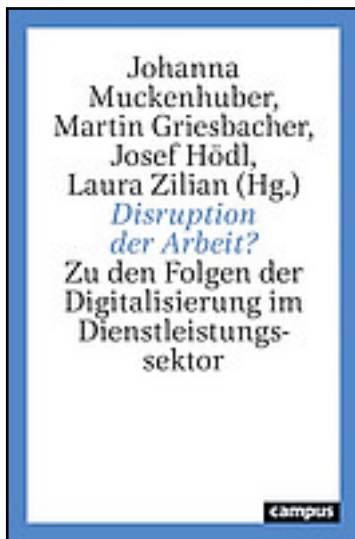 Johanna
Muckenhuber,
Martin Griesbacher,
Josef Hödl,
Laura Zilian (Hg.)
Disruption
der Arbeit?
Zu den Folgen der
Digitalisierung im
Dienstleistungs-
sektor
campus